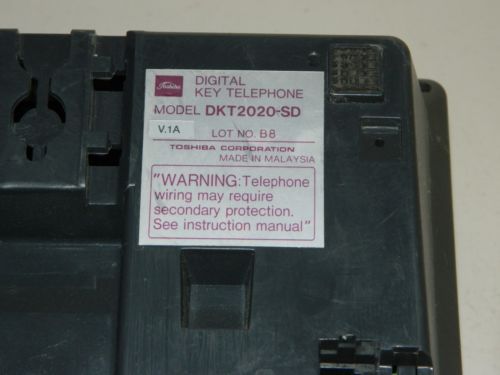 Toshiba
DIGITAL
KEY TELEPHONE
MODEL DKT2020-SD
V.1A
LOT NO. B8
TOSHIBA CORPORATION
MADE IN MALAYSIA
"WARNING: Telephone
wiring may require
secondary protection.
See instruction manual"